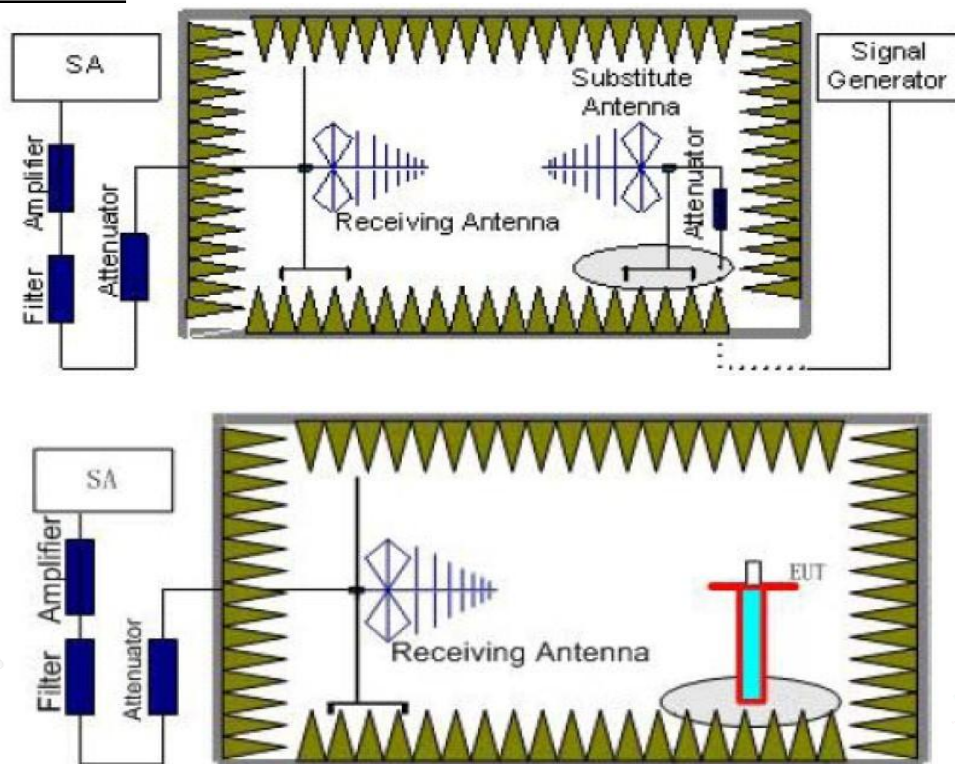 SA
Signal
Generator
Substitute
Antenna
Amplifier
Filter
Attenuator
Receiving Antenna
Attenuator
SA
Amplifier
Filter
Attenuator
Receiving Antenna
EUT